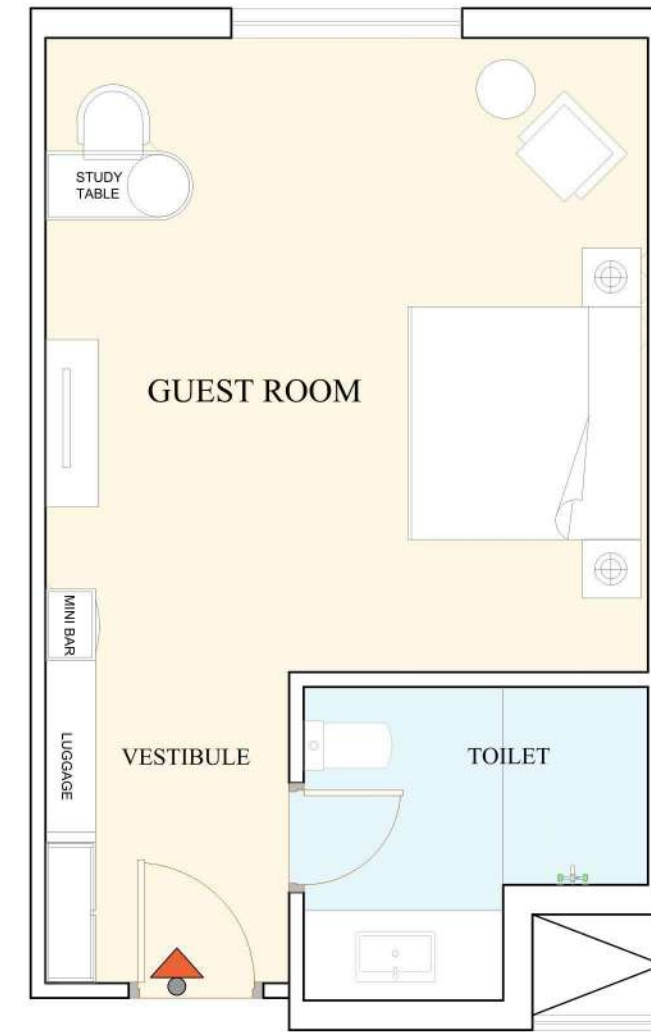 STUDY
TABLE
GUEST ROOM
MINI BAR
LUGGAGE
VESTIBULE
TOILET